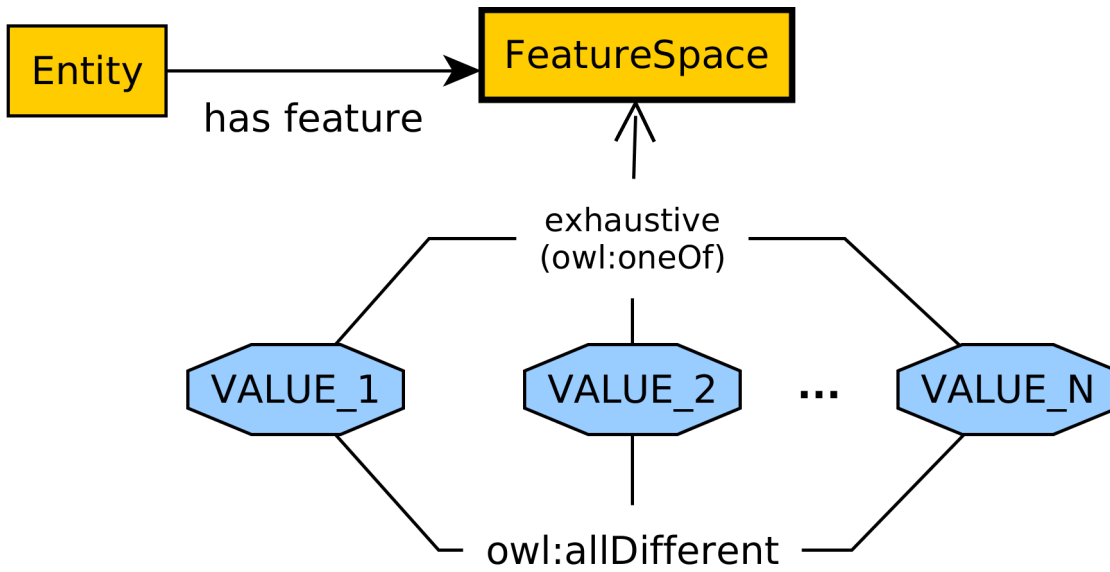 Entity
FeatureSpace
has feature
exhaustive
(owl:oneOf)
VALUE_1
VALUE_2
...
VALUE_N
owl:allDifferent